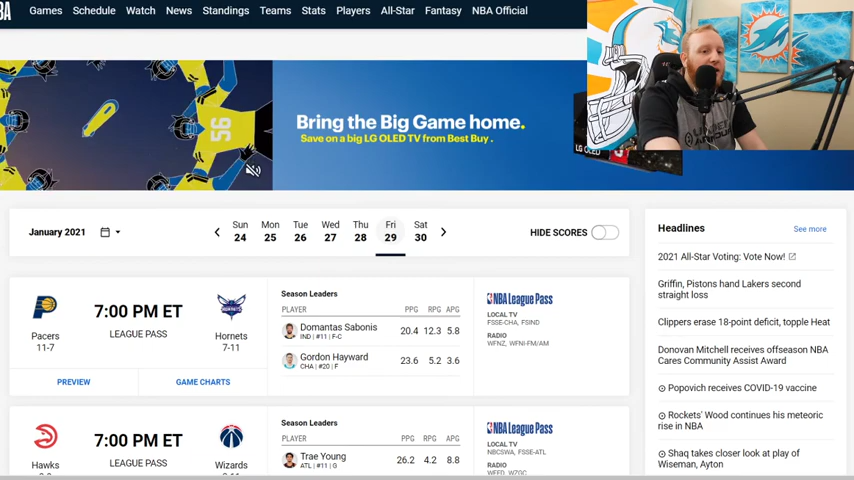 BA Games Schedule Watch News Standings Teams Stats Players All-Star Fantasy NBA Official
56
Bring the Big Game home.
Save on a big LG OLED TV from Best Buy.
LG OLED
January 2021
Sun Mon Tue Wed Thu Fri Sat
24 25 26 27 28 29 30
HIDE SCORES
Pacers
11-7
7:00 PM ET
LEAGUE PASS
Hornets
7-11
PREVIEW
GAME CHARTS
Season Leaders
PLAYER PPG RPG APG
Domantas Sabonis 20.4 12.3 5.8
IND | #11 | F-C
Gordon Hayward 23.6 5.2 3.6
CHA | #20 | F
NBA League Pass
LOCAL TV
FSSE-CHA, FSIND
RADIO
WFNZ, WFNI-FM/AM
Hawks
7:00 PM ET
LEAGUE PASS
Wizards
Season Leaders
PLAYER PPG RPG APG
Trae Young 26.2 4.2 8.8
ATL | #11 | G
NBA League Pass
LOCAL TV
NBCSWA, FSSE-ATL
RADIO
Headlines
See more
2021 All-Star Voting: Vote Now!
Griffin, Pistons hand Lakers second
straight loss
Clippers erase 18-point deficit, topple Heat
Donovan Mitchell receives offseason NBA
Cares Community Assist Award
Popovich receives COVID-19 vaccine
Rockets' Wood continues his meteoric
rise in NBA
Shaq takes closer look at play of
Wiseman, Ayton